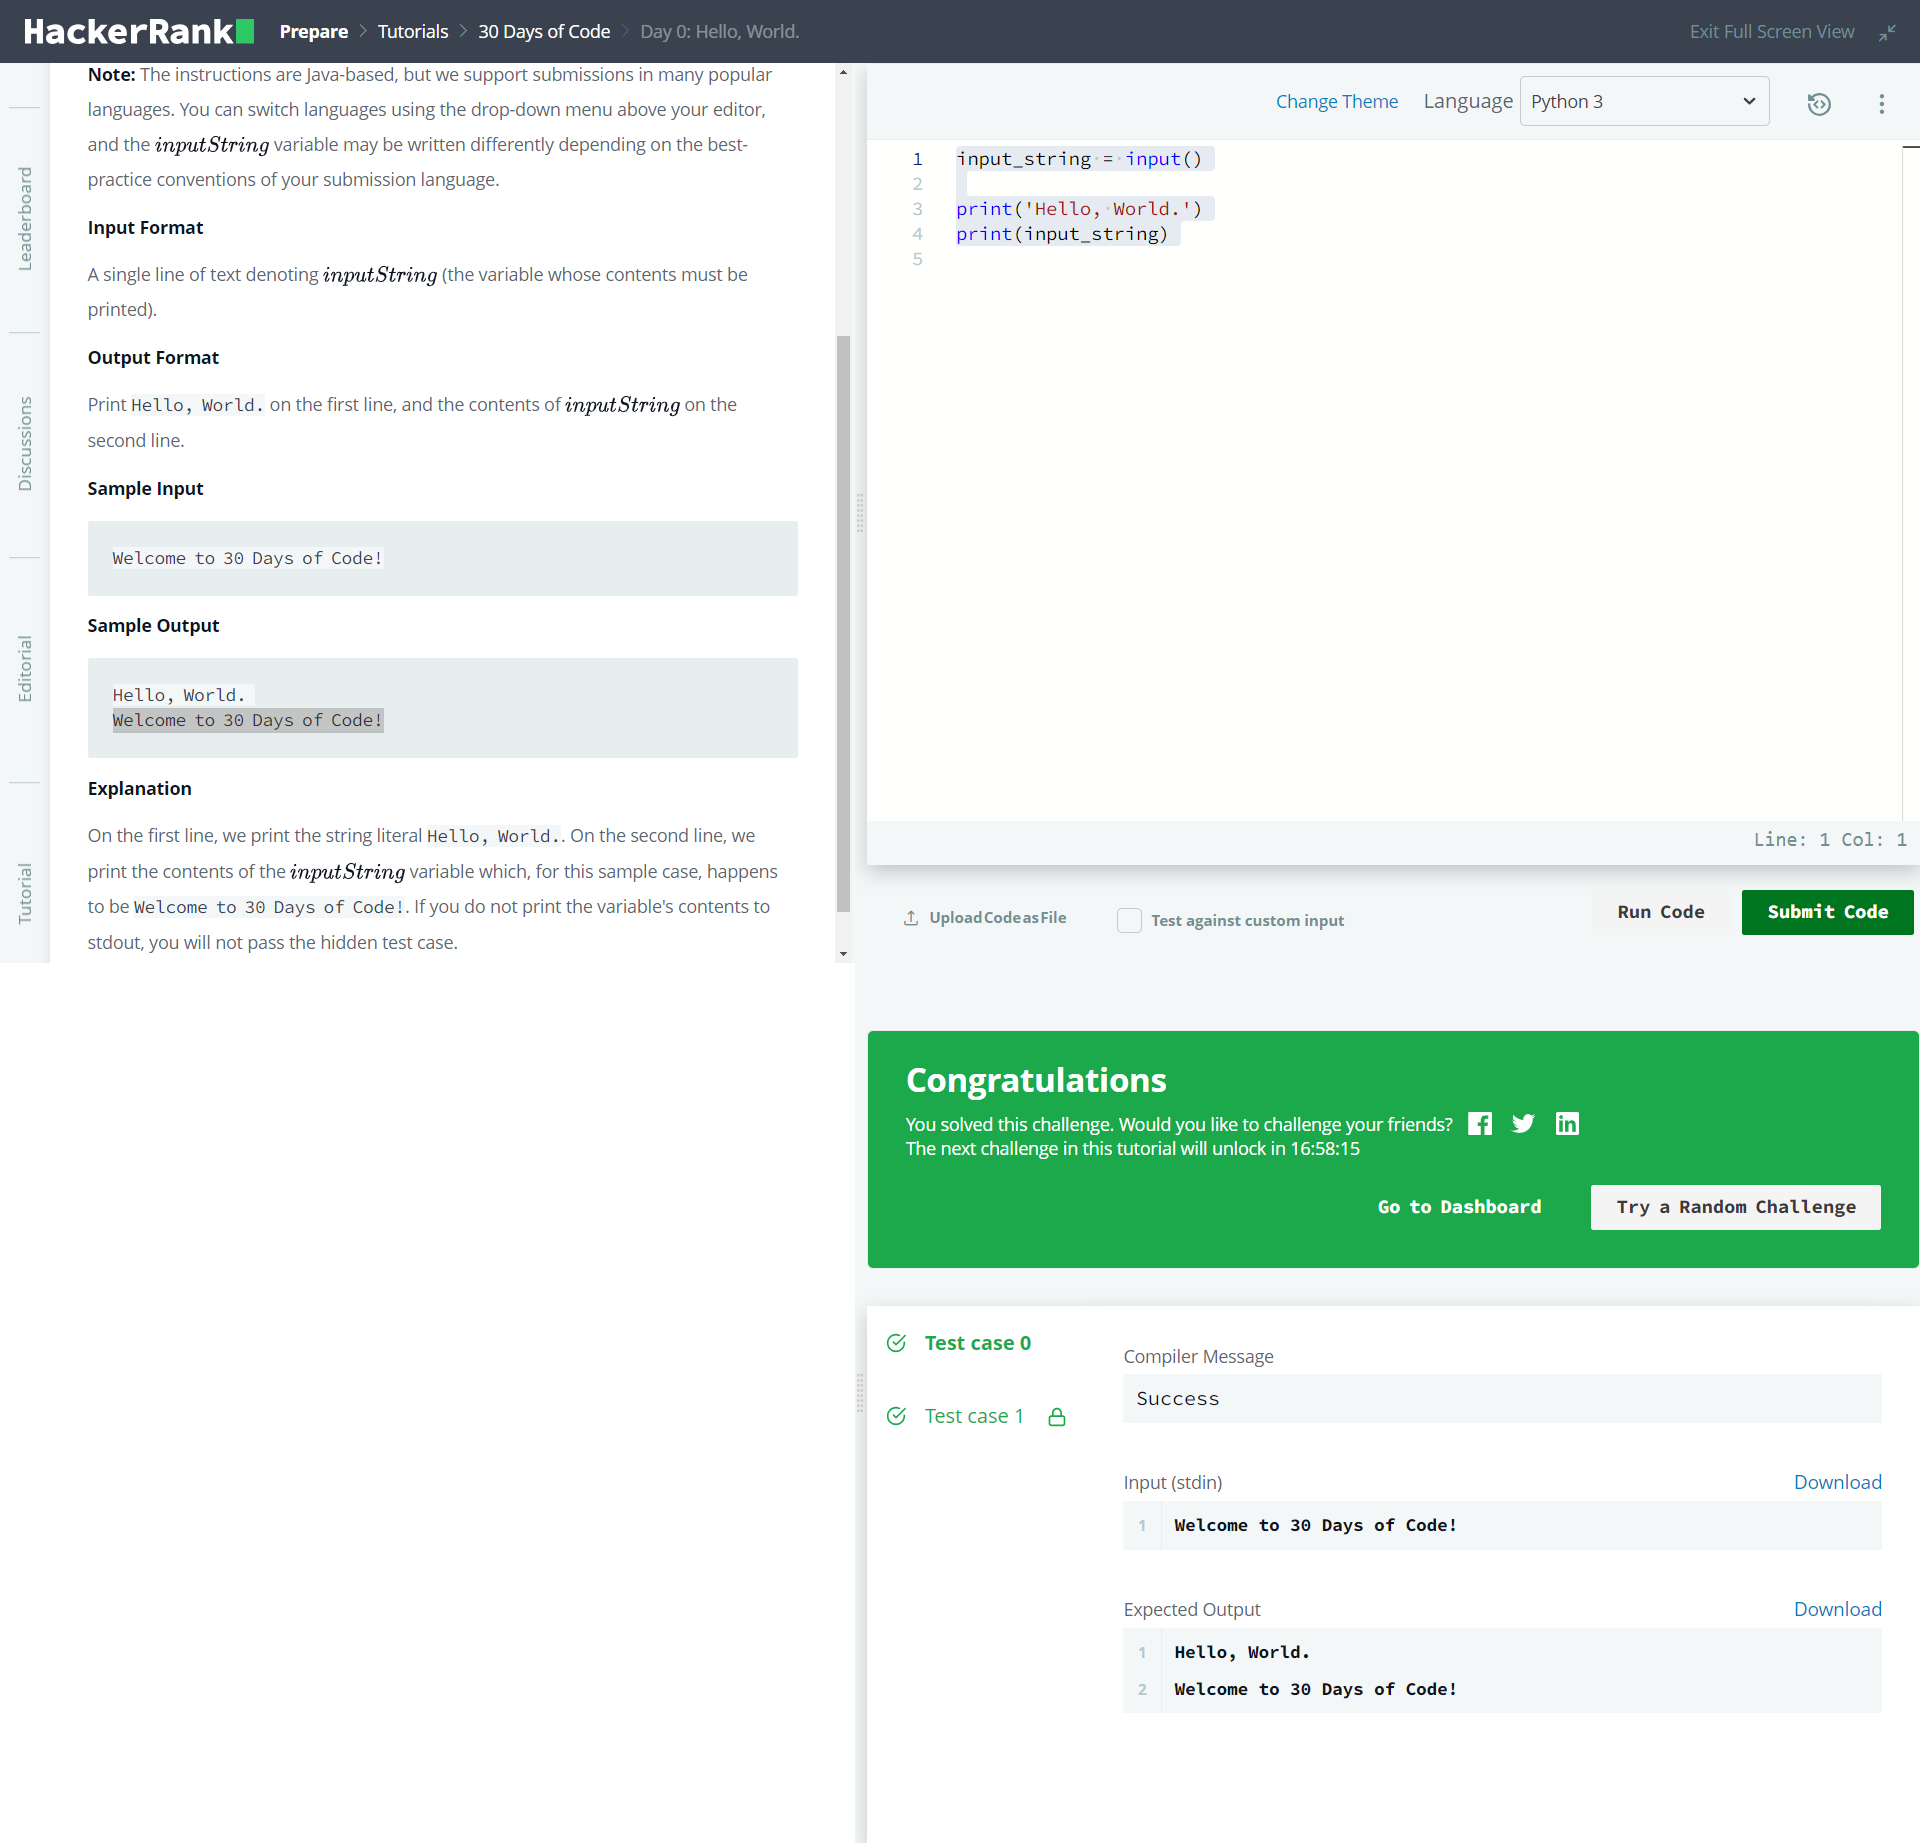 HackerRank Prepare > Tutorials > 30 Days of Code > Day 0: Hello, World. Exit Full Screen View
Leaderboard
Discussions
Editorial
Tutorial
Note: The instructions are Java-based, but we support submissions in many popular
languages. You can switch languages using the drop-down menu above your editor,
and the inputString variable may be written differently depending on the best-
practice conventions of your submission language.
Input Format
A single line of text denoting inputString (the variable whose contents must be
printed).
Output Format
Print Hello, World. on the first line, and the contents of inputString on the
second line.
Sample Input
Welcome to 30 Days of Code!
Sample Output
Hello, World.
Welcome to 30 Days of Code!
Explanation
On the first line, we print the string literal Hello, World.. On the second line, we
print the contents of the inputString variable which, for this sample case, happens
to be Welcome to 30 Days of Code!. If you do not print the variable's contents to
stdout, you will not pass the hidden test case.
Change Theme Language Python 3
1 input_string = input()
2
3 print('Hello, World.')
4 print(input_string)
5
Line: 1 Col: 1
Upload Code as File Test against custom input Run Code Submit Code
Congratulations
You solved this challenge. Would you like to challenge your friends?
The next challenge in this tutorial will unlock in 16:58:15
Go to Dashboard Try a Random Challenge
Test case 0
Test case 1
Compiler Message
Success
Input (stdin) Download
1 Welcome to 30 Days of Code!
Expected Output Download
1 Hello, World.
2 Welcome to 30 Days of Code!